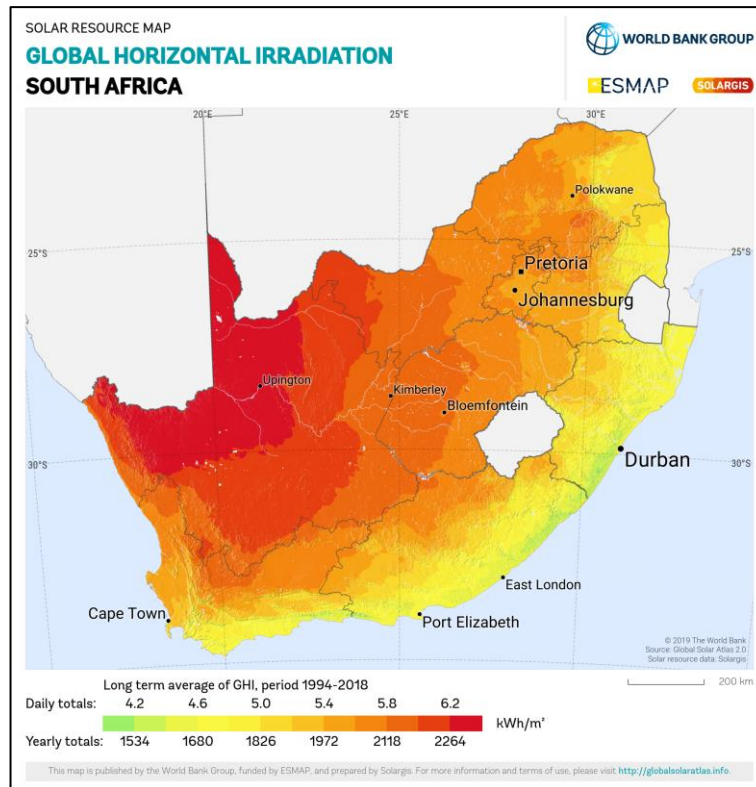 SOLAR RESOURCE MAP
GLOBAL HORIZONTAL IRRADIATION
SOUTH AFRICA
WORLD BANK GROUP
ESMAP
SOLARGIS
20°E
25°E
30°E
Polokwane
25°S
25°S
Pretoria
Johannesburg
Upington
Kimberley
Bloemfontein
30°S
30°S
Durban
East London
Cape Town
Port Elizabeth
© 2019 The World Bank
Source: Global Solar Atlas 2.0
Solar resource data: Solargis
Long term average of GHI, period 1994-2018
200 km
Daily totals: 4.2 4.6 5.0 5.4 5.8 6.2
kWh/m²
Yearly totals: 1534 1680 1826 1972 2118 2264
This map is published by the World Bank Group, funded by ESMAP, and prepared by Solargis. For more information and terms of use, please visit http://globalsolaratlas.info.